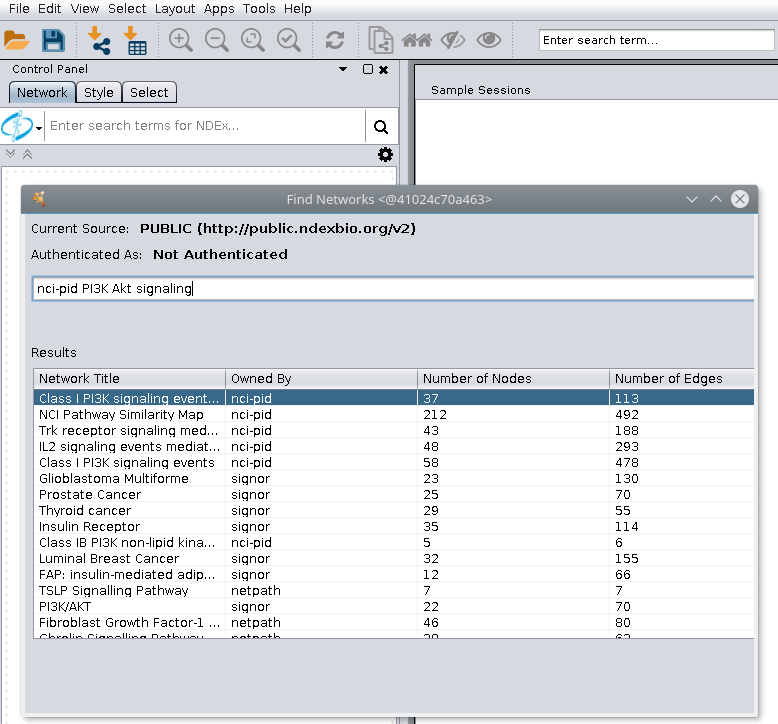 File Edit View Select Layout Apps Tools Help
Enter search term...
Control Panel
Network Style Select
Sample Sessions
Enter search terms for NDEx...
Find Networks <@41024c70a463>
Current Source: PUBLIC (http://public.ndexbio.org/v2)
Authenticated As: Not Authenticated
nci-pid PI3K Akt signaling
Results
Network Title Owned By Number of Nodes Number of Edges
Class I PI3K signaling event... nci-pid 37 113
NCI Pathway Similarity Map nci-pid 212 492
Trk receptor signaling med... nci-pid 43 188
IL2 signaling events mediat... nci-pid 48 293
Class I PI3K signaling events nci-pid 58 478
Glioblastoma Multiforme signor 23 130
Prostate Cancer signor 25 70
Thyroid cancer signor 29 55
Insulin Receptor signor 35 114
Class IB PI3K non-lipid kina... nci-pid 5 6
Luminal Breast Cancer signor 32 155
FAP: insulin-mediated adip... signor 12 66
TSLP Signalling Pathway netpath 7 7
PI3K/AKT signor 22 70
Fibroblast Growth Factor-1 ... netpath 46 80
Signalling Pathway netpath